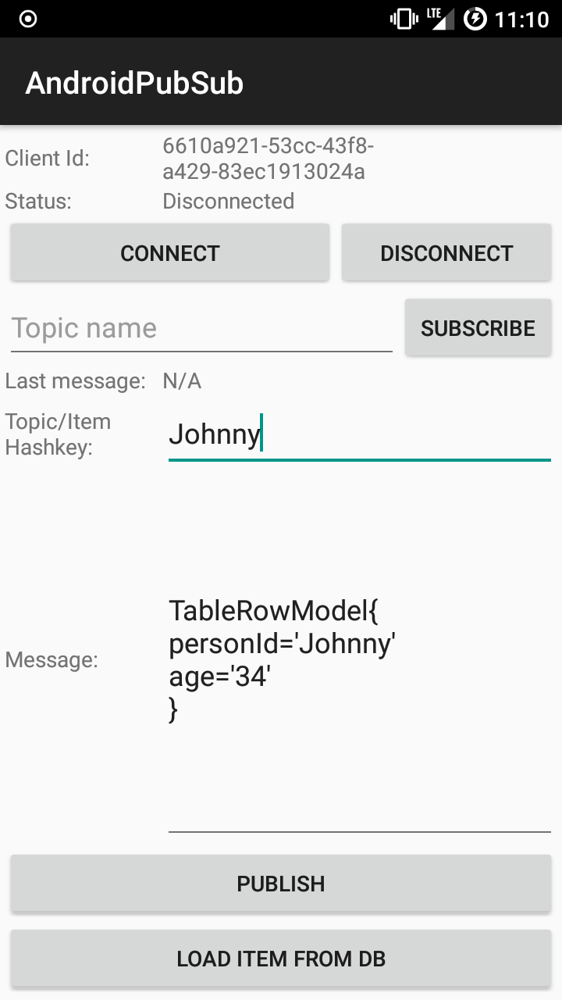 LTE 11:10
AndroidPubSub
Client Id:
6610a921-53cc-43f8-
a429-83ec1913024a
Status: Disconnected
CONNECT DISCONNECT
Topic name SUBSCRIBE
Last message: N/A
Topic/Item
Hashkey:
Johnny
Message:
TableRowModel{
personId='Johnny'
age='34'
}
PUBLISH
LOAD ITEM FROM DB